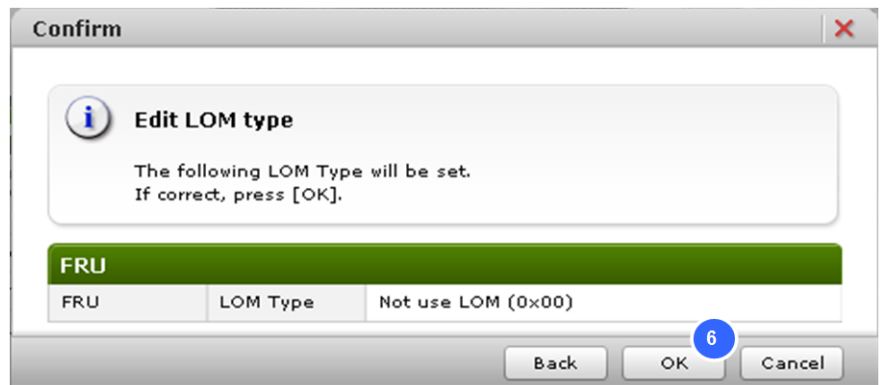 Confirm
Edit LOM type
The following LOM Type will be set.
If correct, press [OK].
FRU
FRU LOM Type Not use LOM (0x00)
6
Back OK Cancel